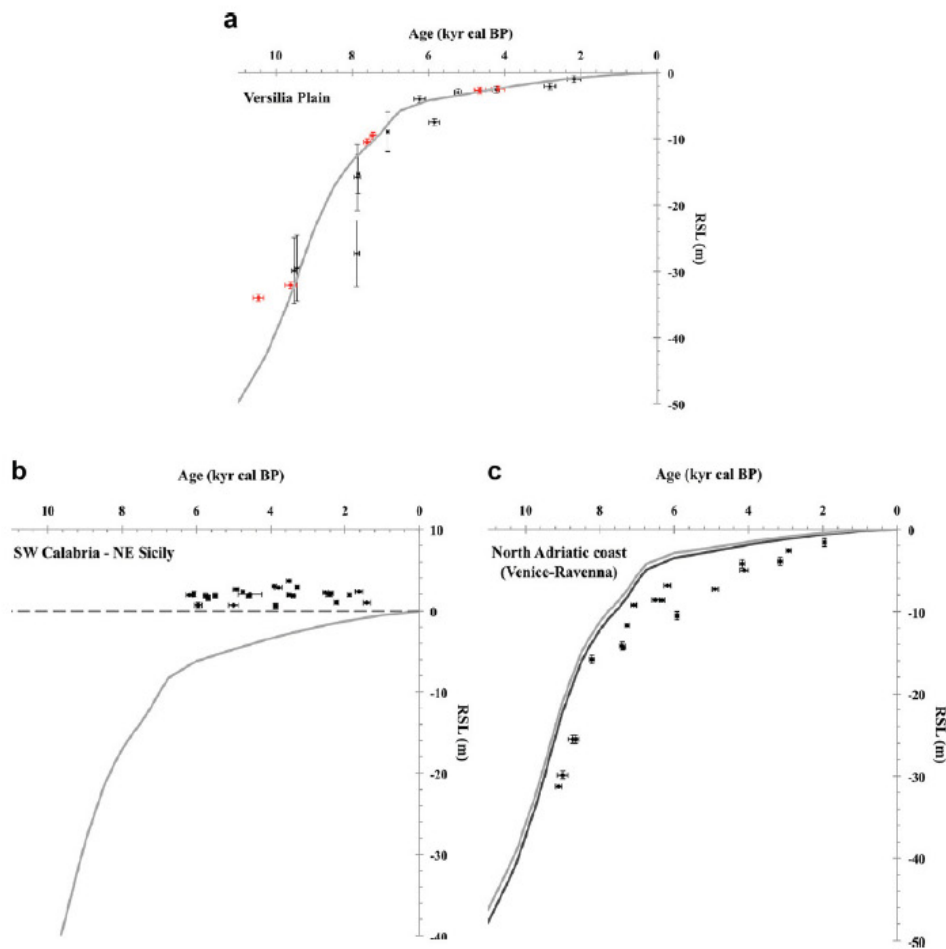 a
Age (kyr cal BP)
10 8 6 4 2 0
Versilia Plain
0
-10
-20
-30
-40
-50
RSL (m)
b
Age (kyr cal BP)
10 8 6 4 2 0
SW Calabria - NE Sicily
10
0
-10
-20
-30
-40
RSL (m)
c
Age (kyr cal BP)
10 8 6 4 2 0
North Adriatic coast
(Venice-Ravenna)
0
-10
-20
-30
-40
-50
RSL (m)